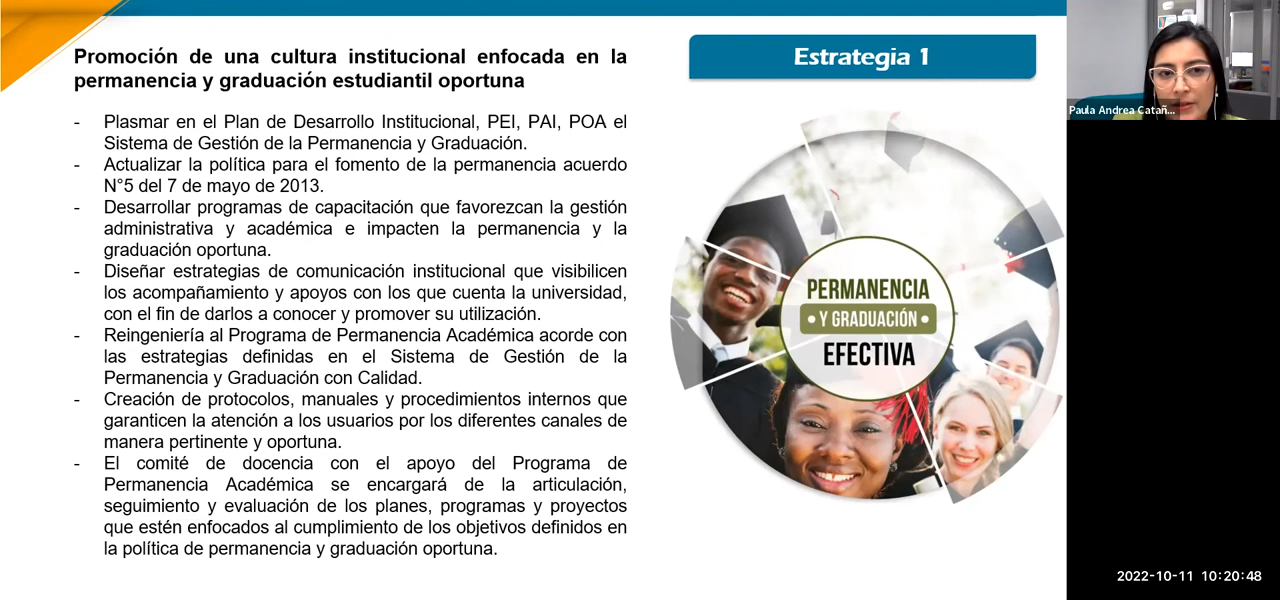 Promoción de una cultura institucional enfocada en la
permanencia y graduación estudiantil oportuna
- Plasmar en el Plan de Desarrollo Institucional, PEI, PAI, POA el
Sistema de Gestión de la Permanencia y Graduación.
- Actualizar la política para el fomento de la permanencia acuerdo
N°5 del 7 de mayo de 2013.
- Desarrollar programas de capacitación que favorezcan la gestión
administrativa y académica e impacten la permanencia y la
graduación oportuna.
- Diseñar estrategias de comunicación institucional que visibilicen
los acompañamiento y apoyos con los que cuenta la universidad,
con el fin de darlos a conocer y promover su utilización.
- Reingeniería al Programa de Permanencia Académica acorde con
las estrategias definidas en el Sistema de Gestión de la
Permanencia y Graduación con Calidad.
- Creación de protocolos, manuales y procedimientos internos que
garanticen la atención a los usuarios por los diferentes canales de
manera pertinente y oportuna.
- El comité de docencia con el apoyo del Programa de
Permanencia Académica se encargará de la articulación,
seguimiento y evaluación de los planes, programas y proyectos
que estén enfocados al cumplimiento de los objetivos definidos en
la política de permanencia y graduación oportuna.
Estrategia 1
PERMANENCIA
• Y GRADUACIÓN •
EFECTIVA
Paula Andrea Catañ...
2022-10-11 10:20:48